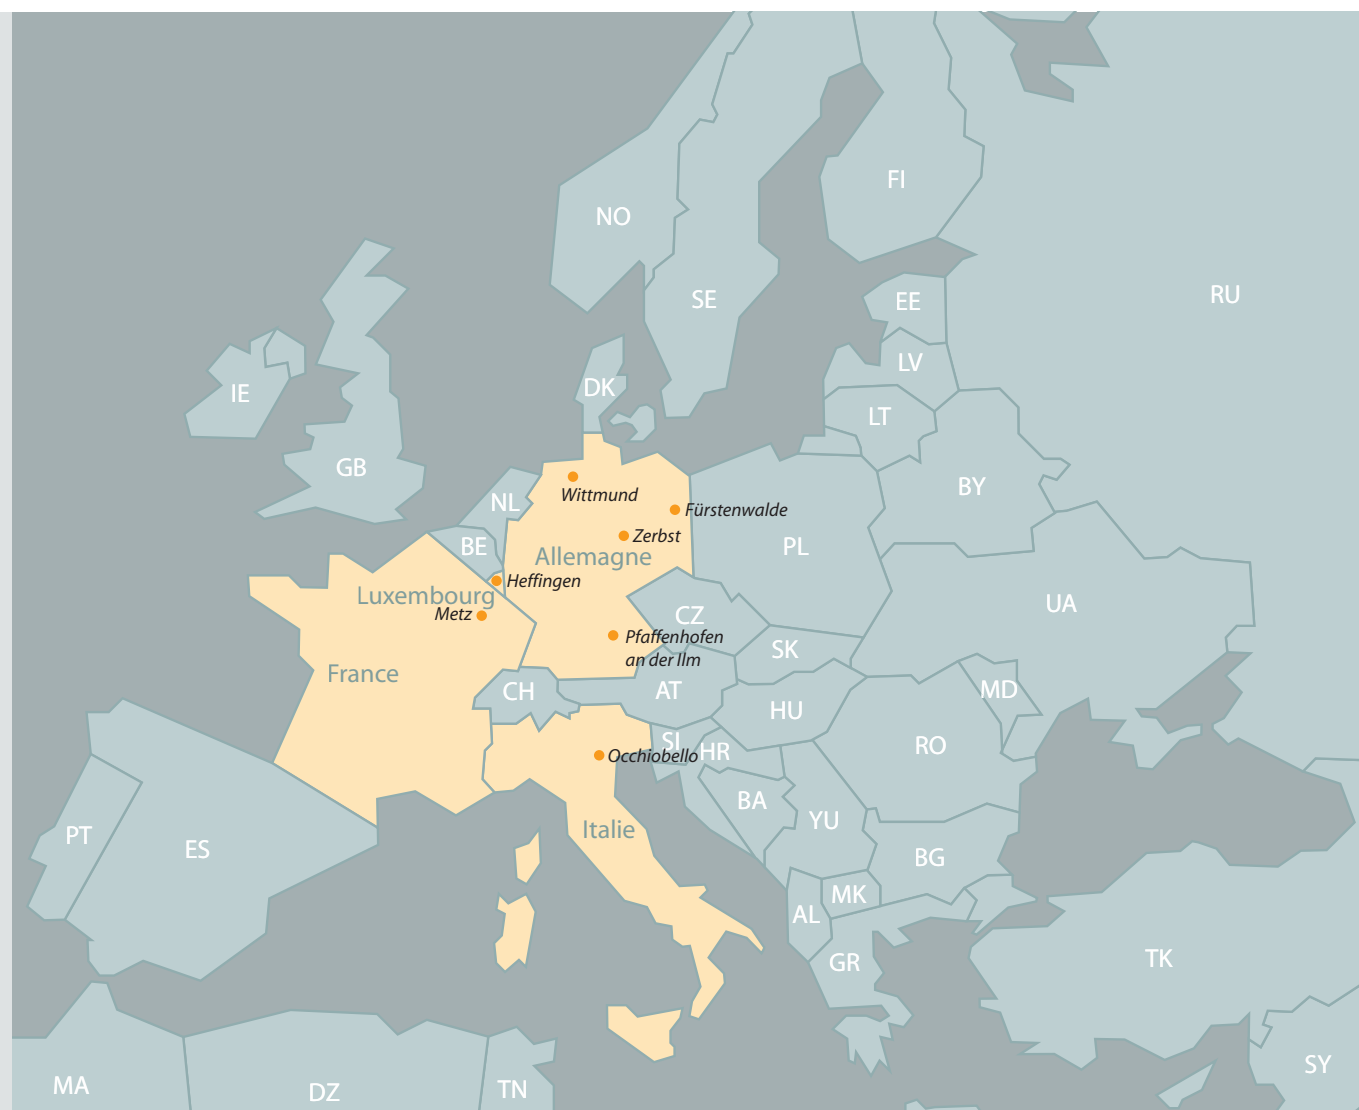 FI
NO
RU
SE
EE
LV
DK
IE
LT
GB
BY
Wittmund
NL
Fürstenwalde
Zerbst
BE
PL
Allemagne
Heffingen
Luxembourg
UA
Metz
CZ
Pfaffenhofen
an der Ilm
SK
France
CH
AT
MD
HU
SI
HR
RO
Occhiobello
BA
YU
Italie
PT
ES
BG
MK
AL
GR
TK
SY
MA
DZ
TN